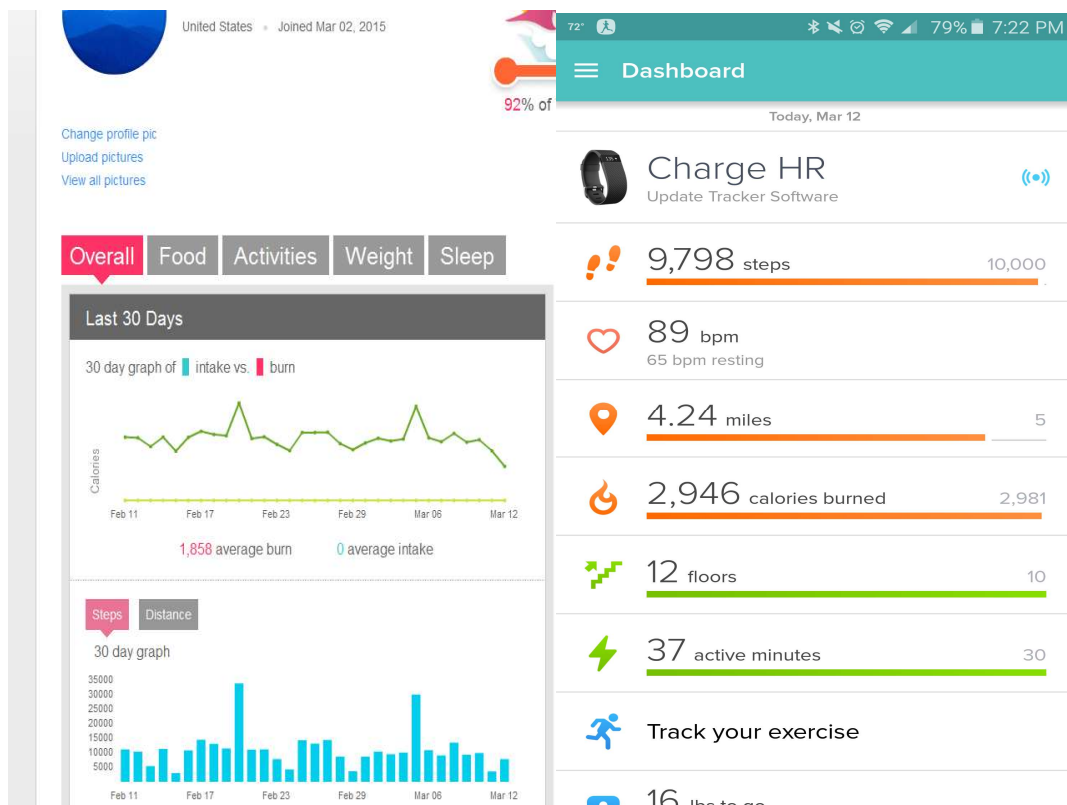 United States • Joined Mar 02, 2015
92% of
Change profile pic
Upload pictures
View all pictures
Overall Food Activities Weight Sleep
Last 30 Days
30 day graph of intake vs. burn
Calories
Feb 11 Feb 17 Feb 23 Feb 29 Mar 06 Mar 12
1,858 average burn 0 average intake
Steps Distance
30 day graph
35000
30000
25000
20000
15000
10000
5000
Feb 11 Feb 17 Feb 23 Feb 29 Mar 06 Mar 12
72° 79% 7:22 PM
Dashboard
Today, Mar 12
Charge HR
Update Tracker Software
9,798 steps 10,000
89 bpm
65 bpm resting
4.24 miles 5
2,946 calories burned 2,981
12 floors 10
37 active minutes 30
Track your exercise
16 lbs to go